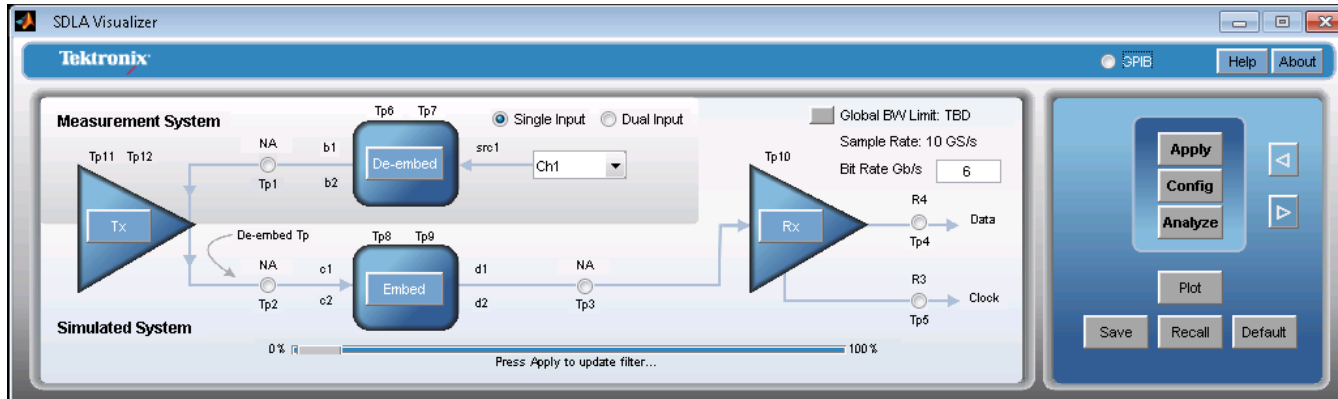 SDLA Visualizer
Tektronix
GPIB
Help
About
Measurement System
Tp6 Tp7
Single Input
Dual Input
Global BW Limit: TBD
Sample Rate: 10 GS/s
Bit Rate Gb/s
6
Tp11 Tp12
NA
Tp1
b1
b2
De-embed
src1
Ch1
Tp10
Tx
Rx
R4
Tp4
Data
De-embed Tp
Tp8 Tp9
NA
Tp2
c1
c2
Embed
d1
d2
NA
Tp3
R3
Tp5
Clock
Simulated System
0%
100%
Press Apply to update filter...
Apply
Config
Analyze
Plot
Save
Recall
Default